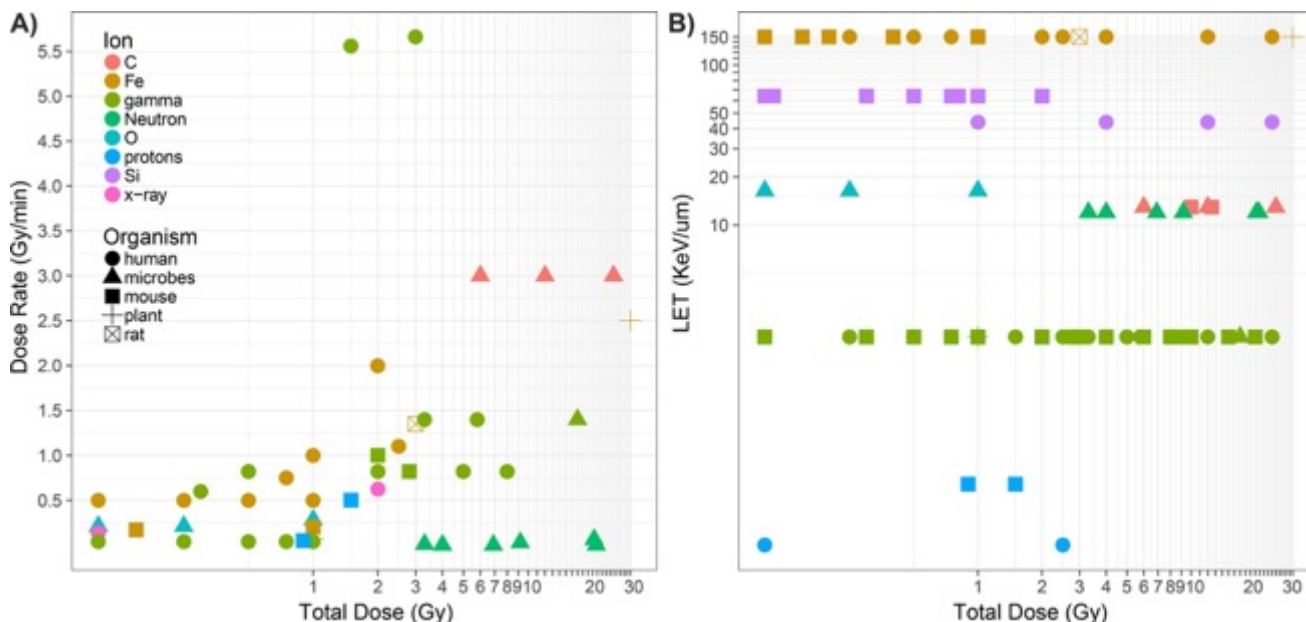 A)
Dose Rate (Gy/min)
5.5
5.0
4.5
4.0
3.5
3.0
2.5
2.0
1.5
1.0
0.5
Ion
C
Fe
gamma
Neutron
O
protons
Si
x-ray
Organism
human
microbes
mouse
plant
rat
1 2 3 4 5 6 7 8 9 10 20 30
Total Dose (Gy)
B)
LET (KeV/um)
150
100
50
40
30
20
10
1 2 3 4 5 6 7 8 9 10 20 30
Total Dose (Gy)